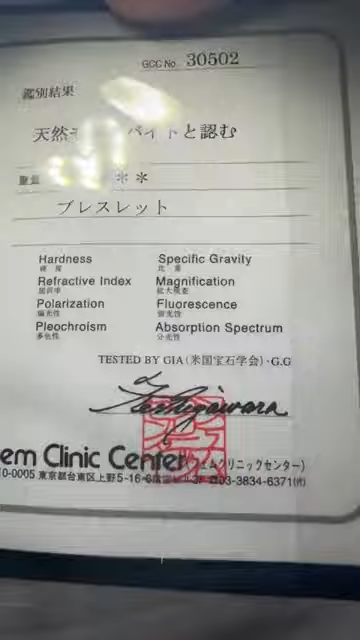 GCC No. 30502
鑑別結果
天然 バイトと認む
重量 **
ブレスレット
Hardness
硬度
Specific Gravity
比重
Refractive Index
屈折率
Magnification
拡大検査
Polarization
偏光性
Fluorescence
蛍光性
Pleochroism
多色性
Absorption Spectrum
分光性
TESTED BY GIA(米国宝石学会)・G.G
em Clinic Center ェムクリニックセンター)
10-0005 東京都台東区上野5-16-6 ☎03-3834-6371(代)